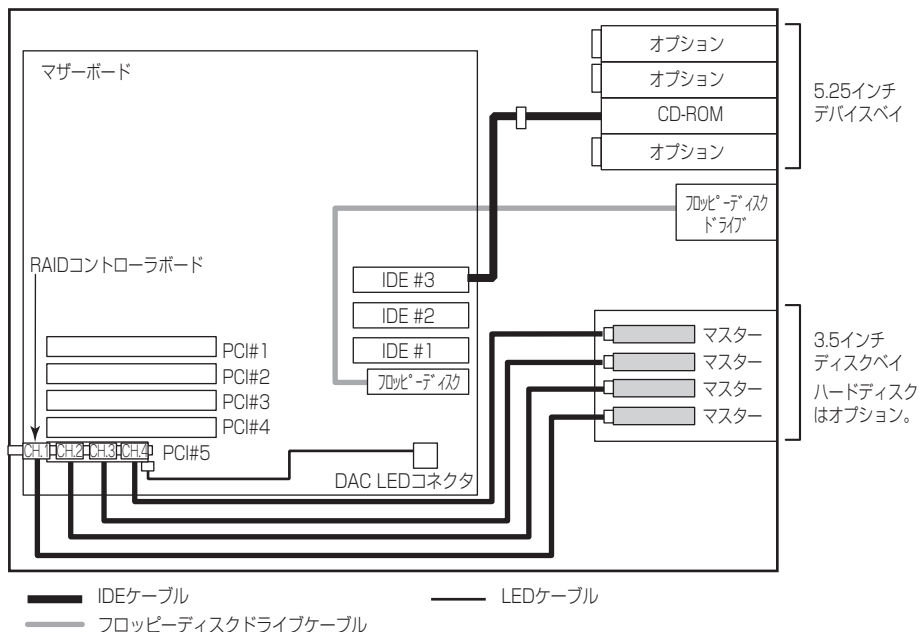 マザーボード
オプション
オプション
CD-ROM
オプション
5.25インチ
デバイスベイ
フロッピーディスク
ドライブ
RAIDコントローラボード
IDE #3
IDE #2
IDE #1
フロッピーディスク
PCI#1
PCI#2
PCI#3
PCI#4
CH.1
CH.2
CH.3
CH.4
PCI#5
DAC LEDコネクタ
マスター
マスター
マスター
マスター
3.5インチ
ディスクベイ
ハードディスク
はオプション。
IDEケーブル
LEDケーブル
フロッピーディスクドライブケーブル